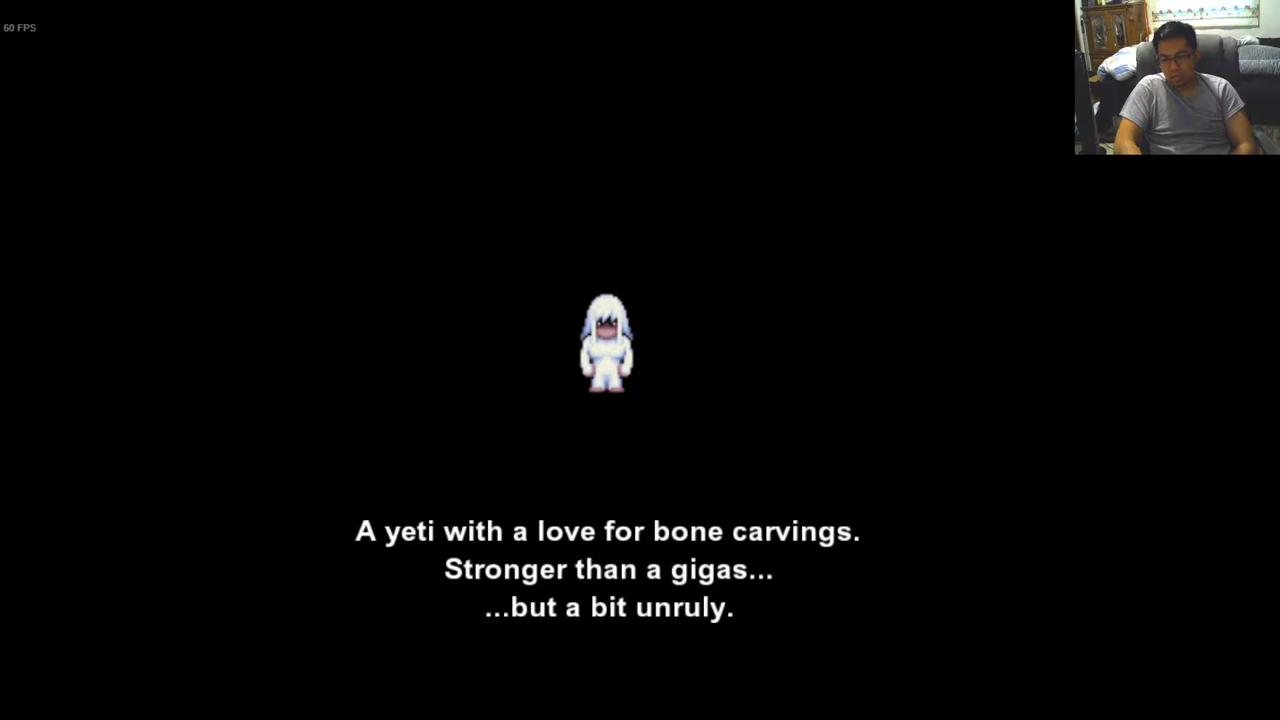 60 FPS
A yeti with a love for bone carvings.
Stronger than a gigas...
...but a bit unruly.